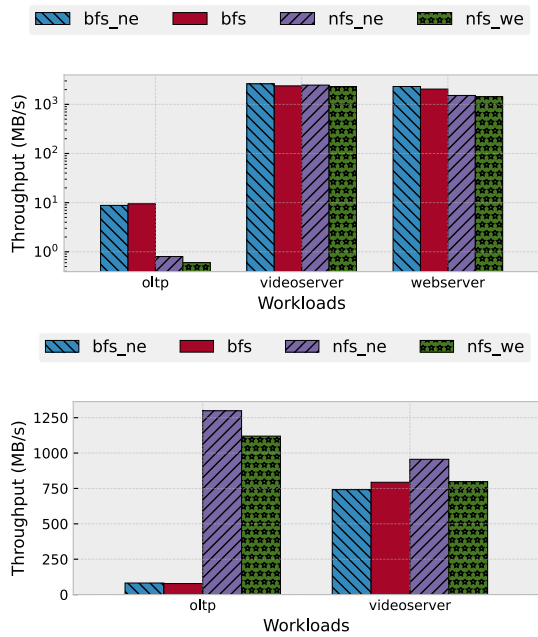 bfs_ne bfs nfs_ne nfs_we
Throughput (MB/s)
10³
10²
10¹
10⁰
oltp videoserver webserver
Workloads
bfs_ne bfs nfs_ne nfs_we
Throughput (MB/s)
1250
1000
750
500
250
0
oltp videoserver
Workloads